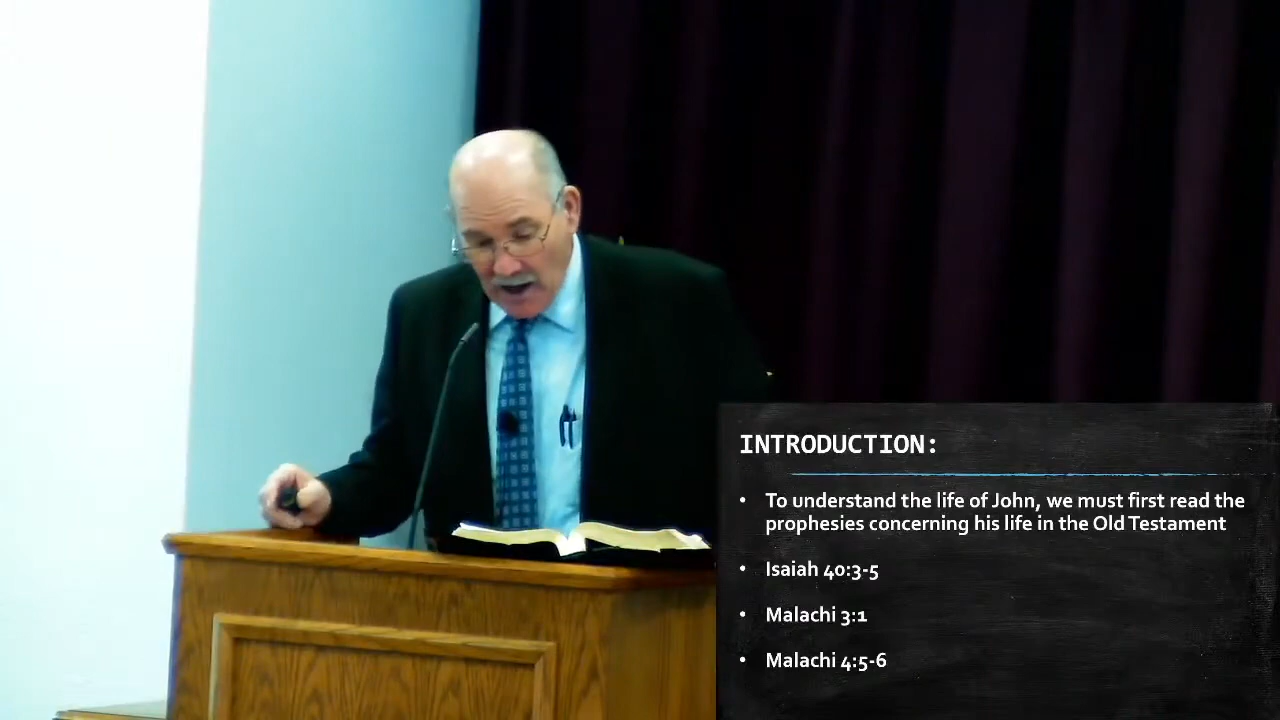 INTRODUCTION:
• To understand the life of John, we must first read the
prophesies concerning his life in the Old Testament
• Isaiah 40:3-5
• Malachi 3:1
• Malachi 4:5-6